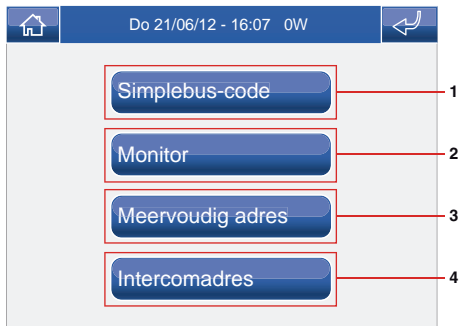 Do 21/06/12 - 16:07 0W
Simplebus-code 1
Monitor 2
Meervoudig adres 3
Intercomadres 4